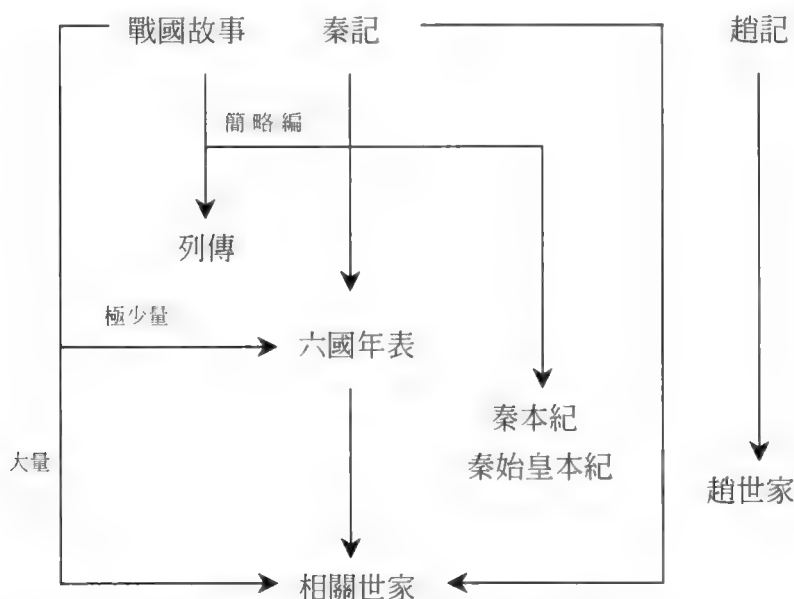 戰國故事 秦記 趙記
簡略編
列傳
極少量
六國年表
秦本紀
大量
秦始皇本紀
趙世家
相關世家